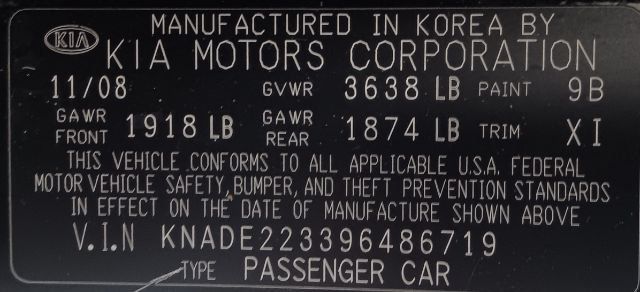 MANUFACTURED IN KOREA BY
KIA KIA MOTORS CORPORATION
11/08 GVWR 3638 LB PAINT 9B
GAWR FRONT 1918 LB GAWR REAR 1874 LB TRIM XI
THIS VEHICLE CONFORMS TO ALL APPLICABLE U.S.A. FEDERAL
MOTOR VEHICLE SAFETY, BUMPER, AND THEFT PREVENTION STANDARDS
IN EFFECT ON THE DATE OF MANUFACTURE SHOWN ABOVE
V.I.N KNADE223396486719
TYPE PASSENGER CAR